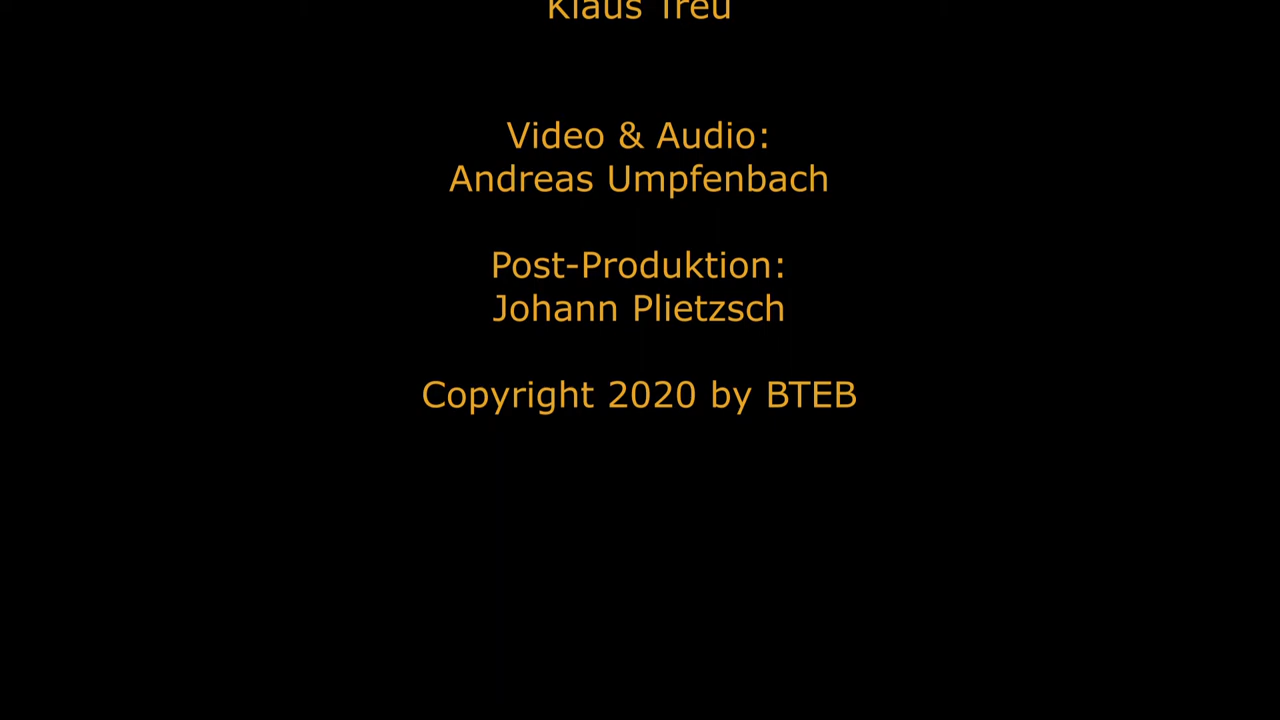 Klaus Treu
Video & Audio:
Andreas Umpfenbach
Post-Produktion:
Johann Plietzsch
Copyright 2020 by BTEB